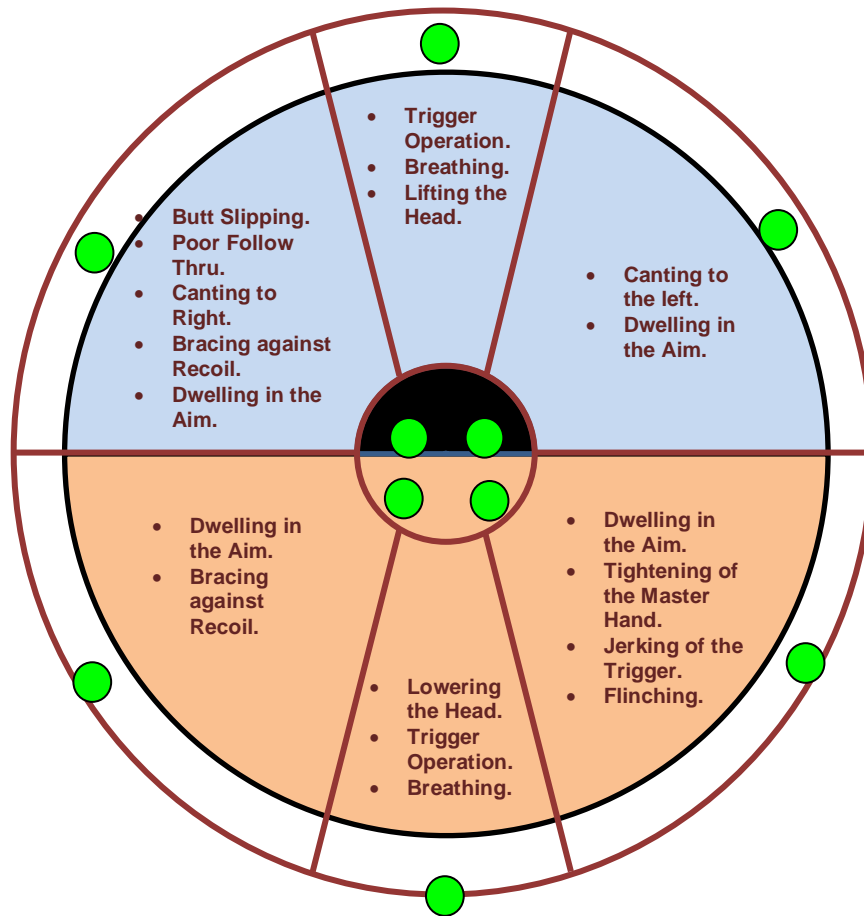 • Trigger
Operation.
• Breathing.
• Lifting the
Head.
• Butt Slipping.
• Poor Follow
Thru.
• Canting to
Right.
• Bracing against
Recoil.
• Dwelling in the
Aim.
• Canting to
the left.
• Dwelling in
the Aim.
• Dwelling in
the Aim.
• Bracing
against
Recoil.
• Dwelling in
the Aim.
• Tightening of
the Master
Hand.
• Jerking of the
Trigger.
• Flinching.
• Lowering
the Head.
• Trigger
Operation.
• Breathing.